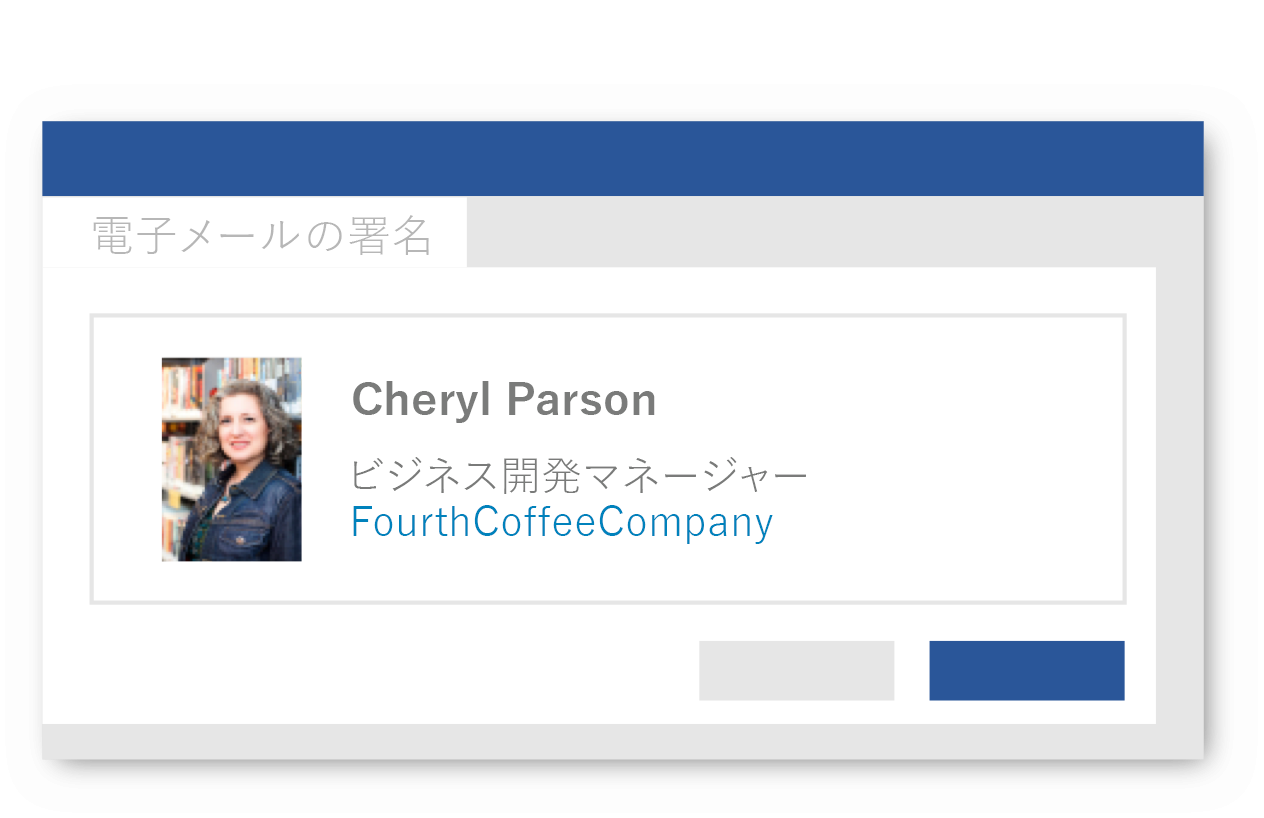 電子メールの署名
Cheryl Parson
ビジネス開発マネージャー
FourthCoffeeCompany